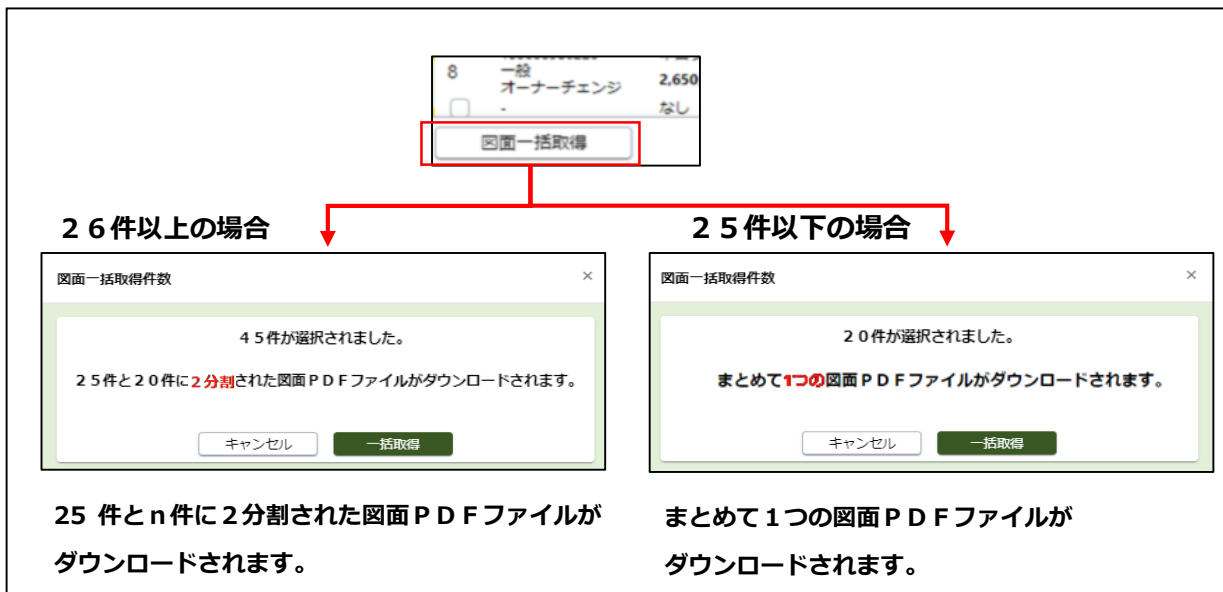 8
一般
オーナーチェンジ
2,650
-
なし
図面一括取得
２６件以上の場合
２５件以下の場合
図面一括取得件数
×
４５件が選択されました。
２５件と２０件に２分割された図面ＰＤＦファイルがダウンロードされます。
キャンセル
一括取得
図面一括取得件数
×
２０件が選択されました。
まとめて1つの図面ＰＤＦファイルがダウンロードされます。
キャンセル
一括取得
25 件とｎ件に２分割された図面ＰＤＦファイルが
ダウンロードされます。
まとめて１つの図面ＰＤＦファイルが
ダウンロードされます。